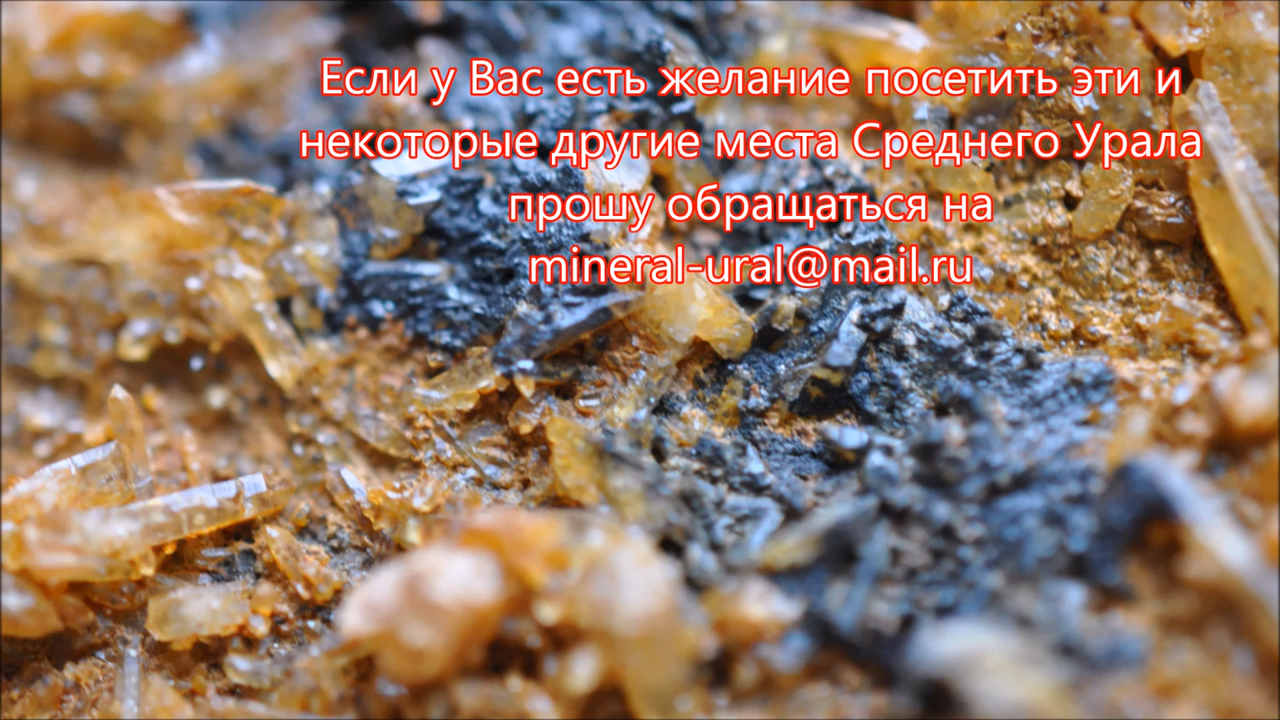 Если у Вас есть желание посетить эти и
некоторые другие места Среднего Урала
прошу обращаться на
mineral-ural@mail.ru